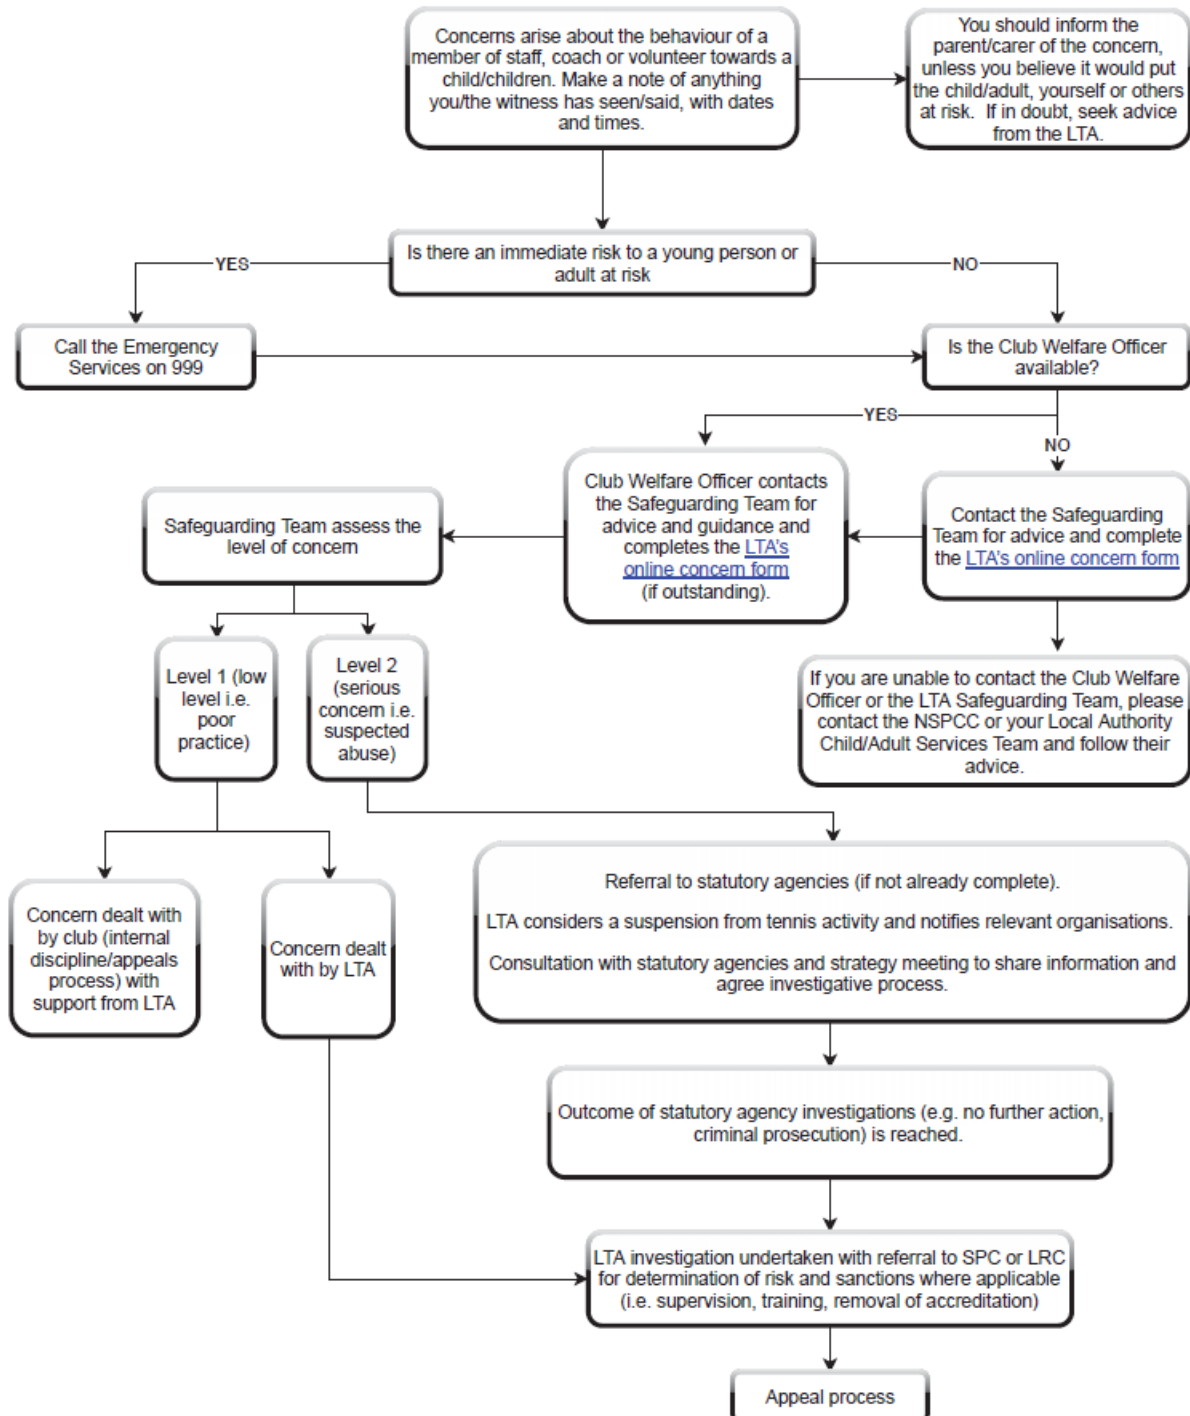 Concerns arise about the behaviour of a
member of staff, coach or volunteer towards a
child/children. Make a note of anything
you/the witness has seen/said, with dates
and times.
You should inform the
parent/carer of the concern,
unless you believe it would put
the child/adult, yourself or others
at risk. If in doubt, seek advice
from the LTA.
Is there an immediate risk to a young person or
adult at risk
YES
NO
Call the Emergency
Services on 999
Is the Club Welfare Officer
available?
YES
NO
Club Welfare Officer contacts
the Safeguarding Team for
advice and guidance and
completes the LTA's
online concern form
(if outstanding).
Contact the Safeguarding
Team for advice and complete
the LTA's online concern form
Safeguarding Team assess the
level of concern
If you are unable to contact the Club Welfare
Officer or the LTA Safeguarding Team, please
contact the NSPCC or your Local Authority
Child/Adult Services Team and follow their
advice.
Level 1 (low
level i.e.
poor
practice)
Level 2
(serious
concern i.e.
suspected
abuse)
Concern dealt with
by club (internal
discipline/appeals
process) with
support from LTA
Concern dealt
with by LTA
Referral to statutory agencies (if not already complete).
LTA considers a suspension from tennis activity and notifies relevant organisations.
Consultation with statutory agencies and strategy meeting to share information and
agree investigative process.
Outcome of statutory agency investigations (e.g. no further action,
criminal prosecution) is reached.
LTA investigation undertaken with referral to SPC or LRC
for determination of risk and sanctions where applicable
(i.e. supervision, training, removal of accreditation)
Appeal process